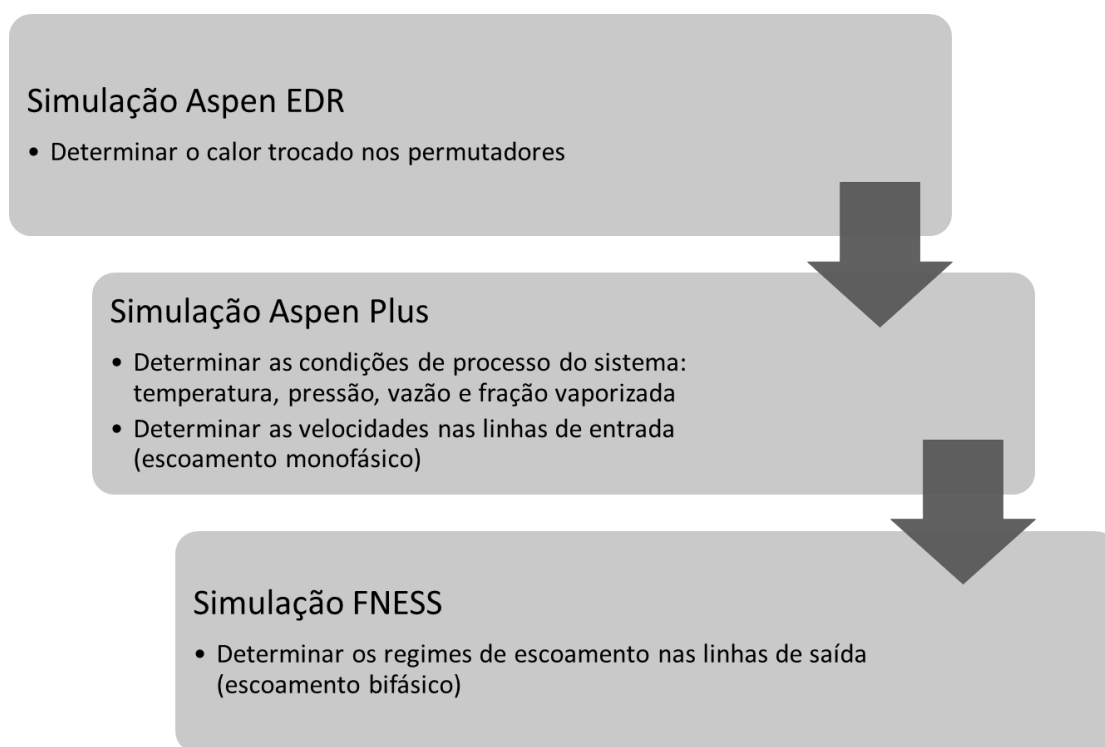 Simulação Aspen EDR
• Determinar o calor trocado nos permutadores
Simulação Aspen Plus
• Determinar as condições de processo do sistema:
temperatura, pressão, vazão e fração vaporizada
• Determinar as velocidades nas linhas de entrada
(escoamento monofásico)
Simulação FNESS
• Determinar os regimes de escoamento nas linhas de saída
(escoamento bifásico)